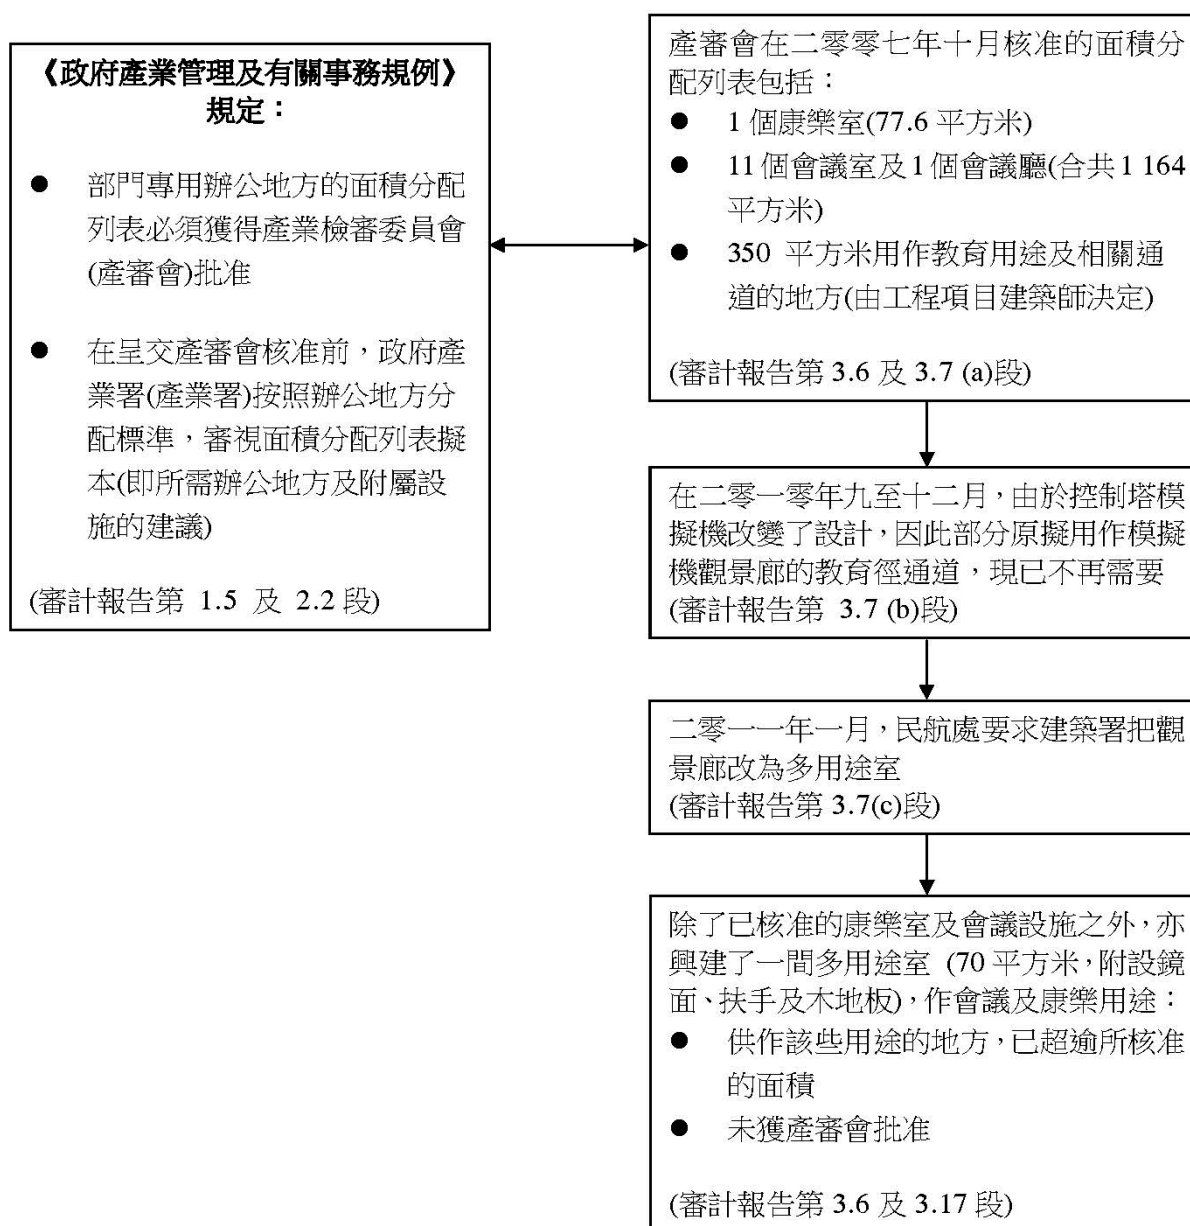 《政府產業管理及有關事務規例》
規定：
● 部門專用辦公地方的面積分配
列表必須獲得產業檢審委員會
(產審會)批准
● 在呈交產審會核准前，政府產
業署(產業署)按照辦公地方分
配標準，審視面積分配列表擬
本(即所需辦公地方及附屬設
施的建議)
(審計報告第 1.5 及 2.2 段)
產審會在二零零七年十月核准的面積分
配列表包括：
● 1 個康樂室(77.6 平方米)
● 11 個會議室及 1 個會議廳(合共 1 164
平方米)
● 350 平方米用作教育用途及相關通
道的地方(由工程項目建築師決定)
(審計報告第 3.6 及 3.7 (a)段)
在二零一零年九至十二月，由於控制塔模
擬機改變了設計，因此部分原擬用作模擬
機觀景廊的教育徑通道，現已不再需要
(審計報告第 3.7 (b)段)
二零一一年一月，民航處要求建築署把觀
景廊改為多用途室
(審計報告第 3.7(c)段)
除了已核准的康樂室及會議設施之外，亦
興建了一間多用途室 (70 平方米，附設鏡
面、扶手及木地板)，作會議及康樂用途：
● 供作該些用途的地方，已超逾所核准
的面積
● 未獲產審會批准
(審計報告第 3.6 及 3.17 段)